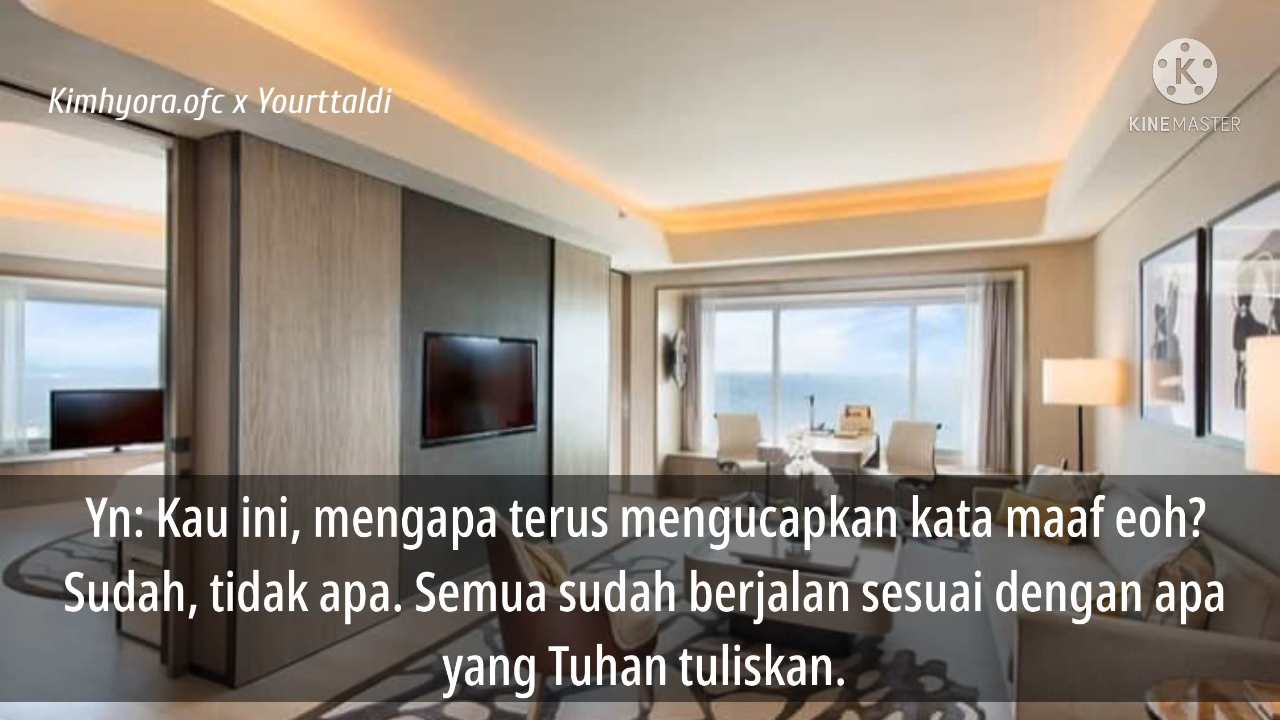 Kimhyora.ofc x Yourttaldi
KINEMASTER
Yn: Kau ini, mengapa terus mengucapkan kata maaf eoh?
Sudah, tidak apa. Semua sudah berjalan sesuai dengan apa
yang Tuhan tuliskan.